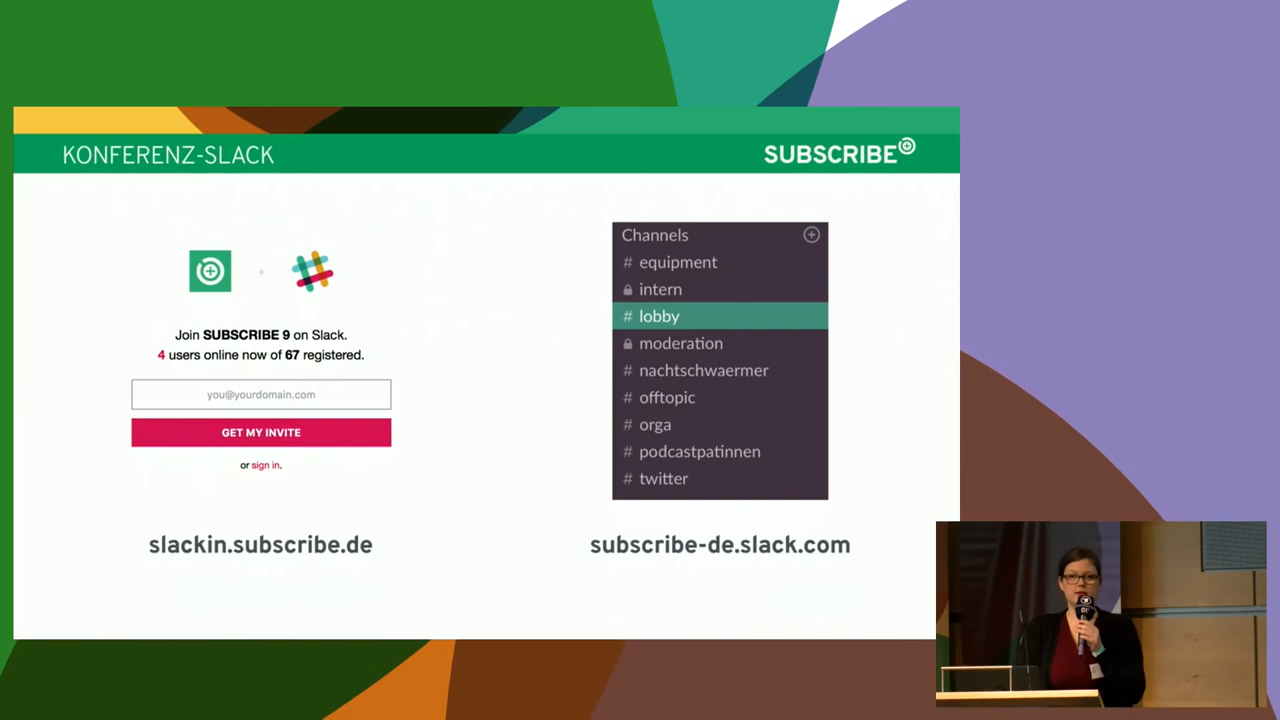 KONFERENZ-SLACK
SUBSCRIBE
Join SUBSCRIBE 9 on Slack.
4 users online now of 67 registered.
you@yourdomain.com
GET MY INVITE
or sign in.
slackin.subscribe.de
Channels
# equipment
intern
# lobby
moderation
# nachtschwaermer
# offtopic
# orga
# podcastpatinnen
# twitter
subscribe-de.slack.com